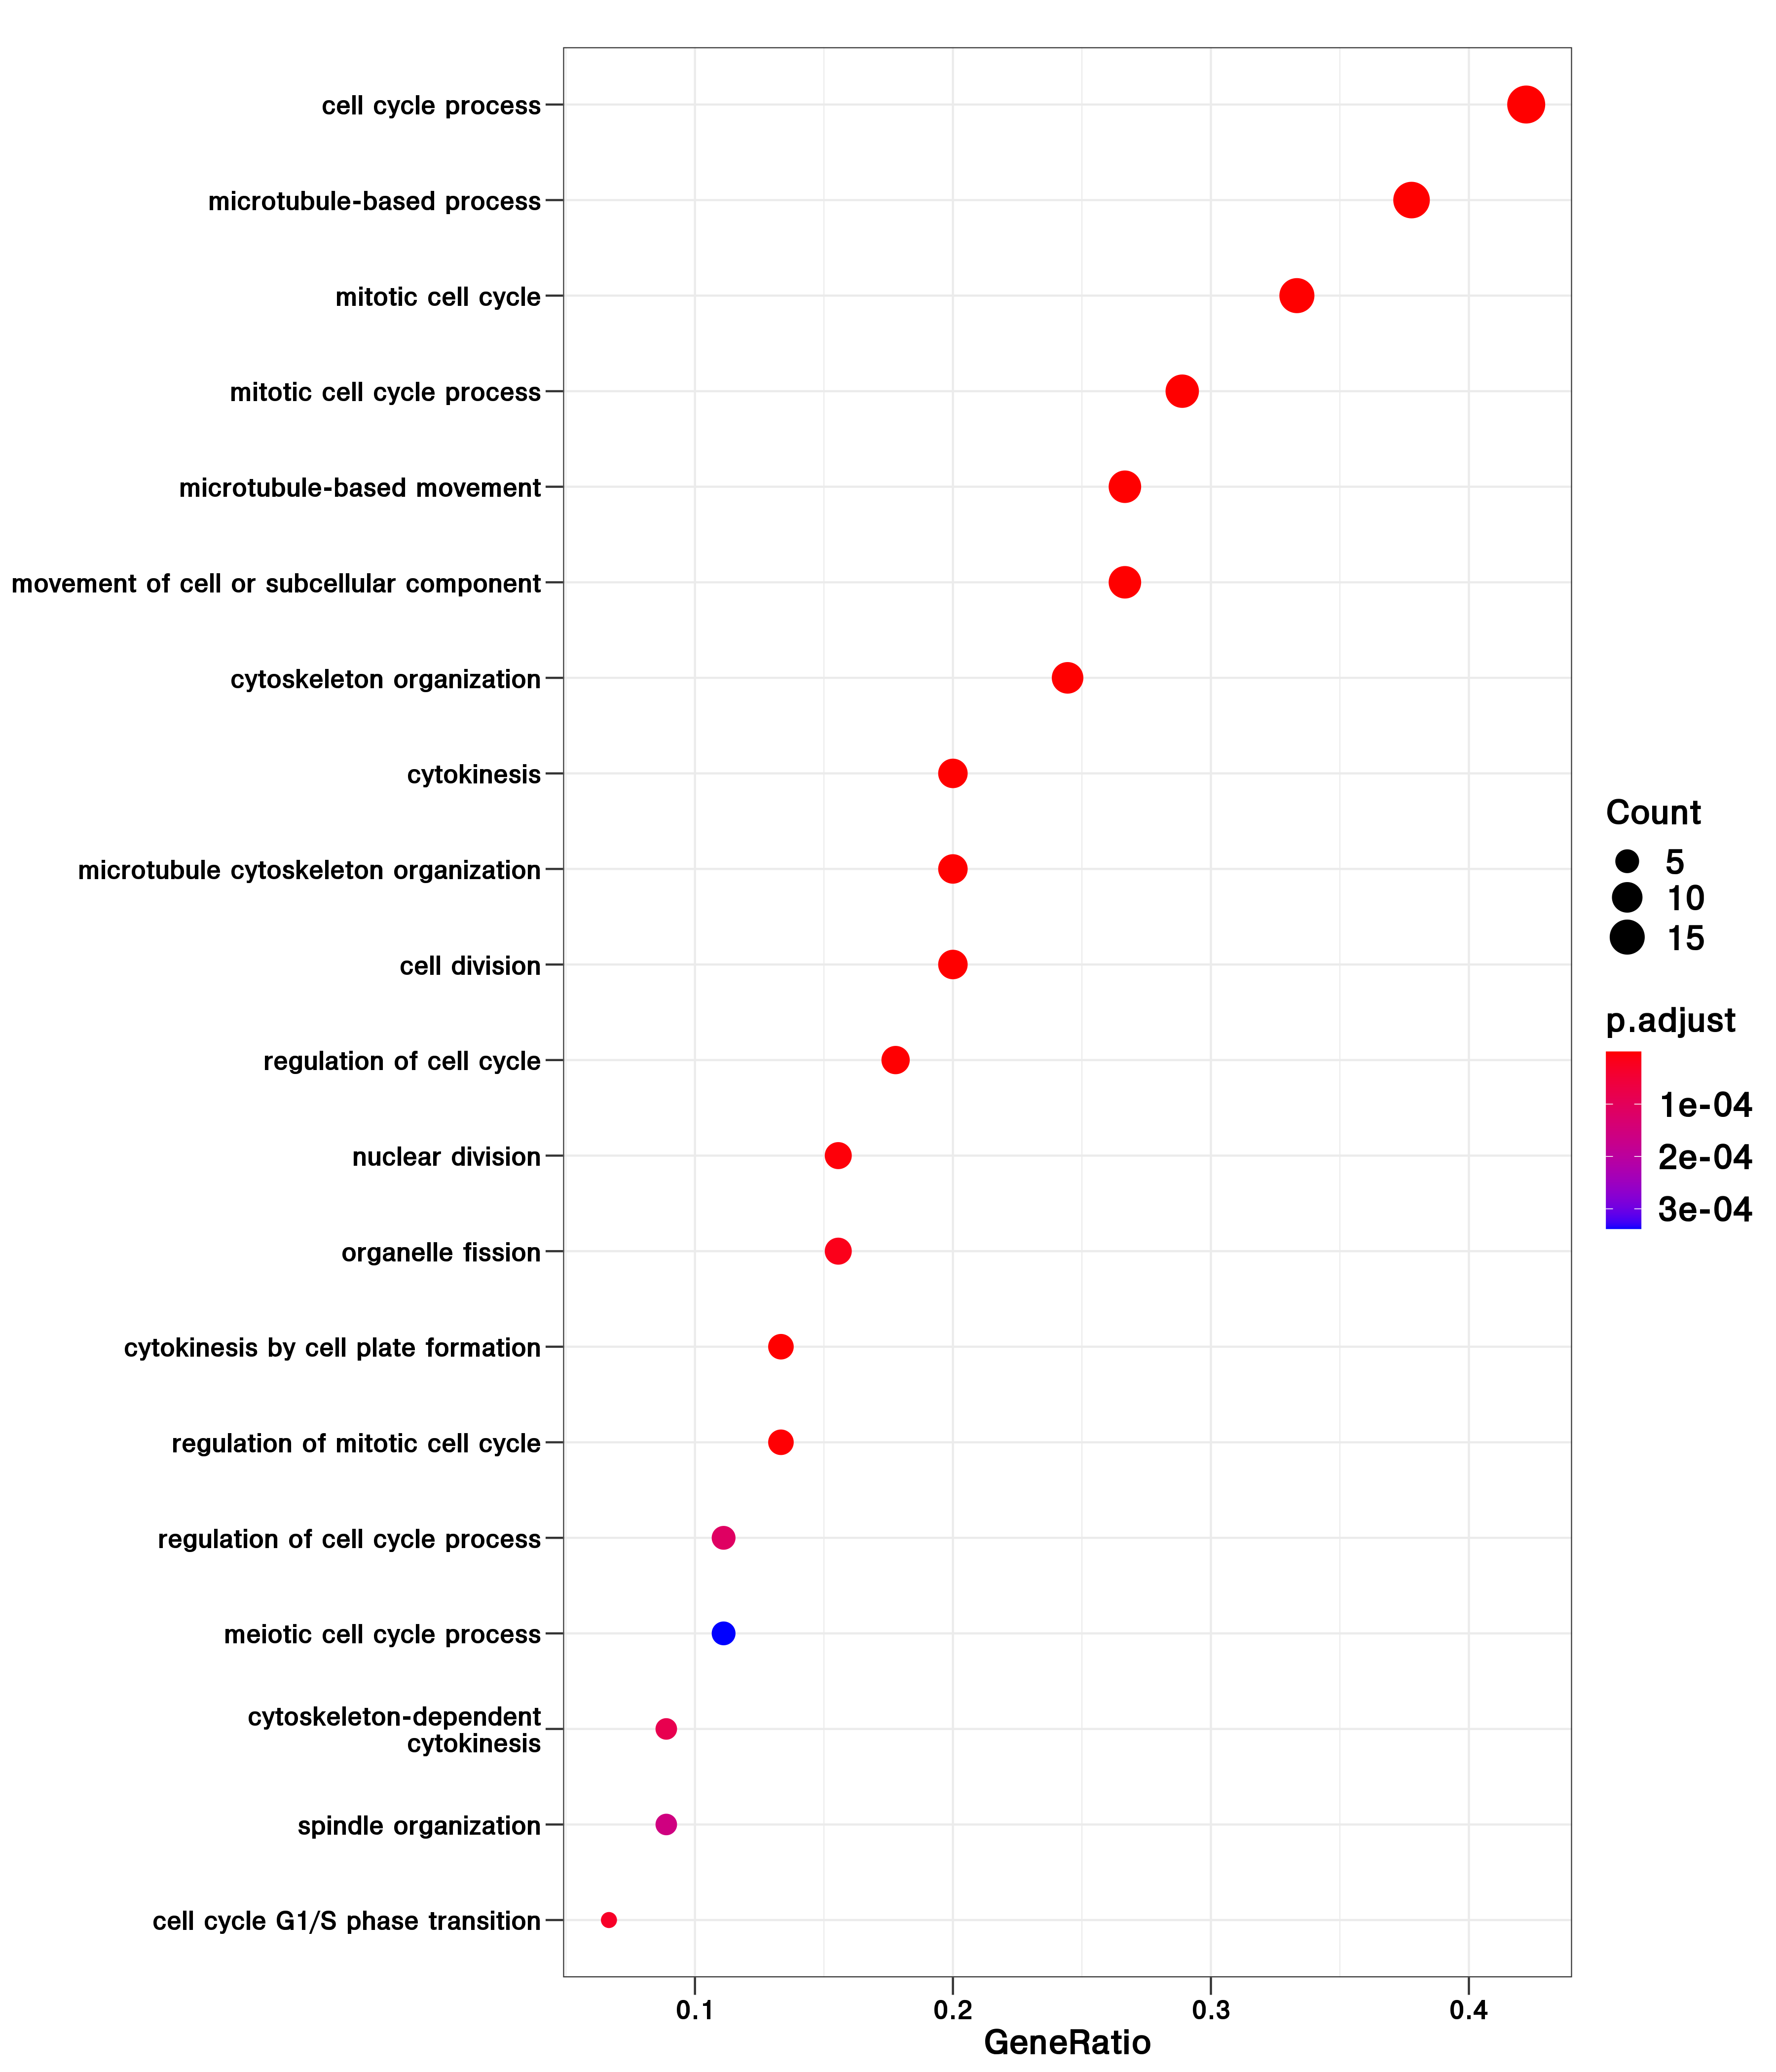 cell cycle process
microtubule-based process
mitotic cell cycle
mitotic cell cycle process
microtubule-based movement
movement of cell or subcellular component
cytoskeleton organization
cytokinesis
microtubule cytoskeleton organization
cell division
regulation of cell cycle
nuclear division
organelle fission
cytokinesis by cell plate formation
regulation of mitotic cell cycle
regulation of cell cycle process
meiotic cell cycle process
cytoskeleton-dependent
cytokinesis
spindle organization
cell cycle G1/S phase transition
0.1 0.2 0.3 0.4
GeneRatio
Count
5
10
15
p.adjust
1e-04
2e-04
3e-04